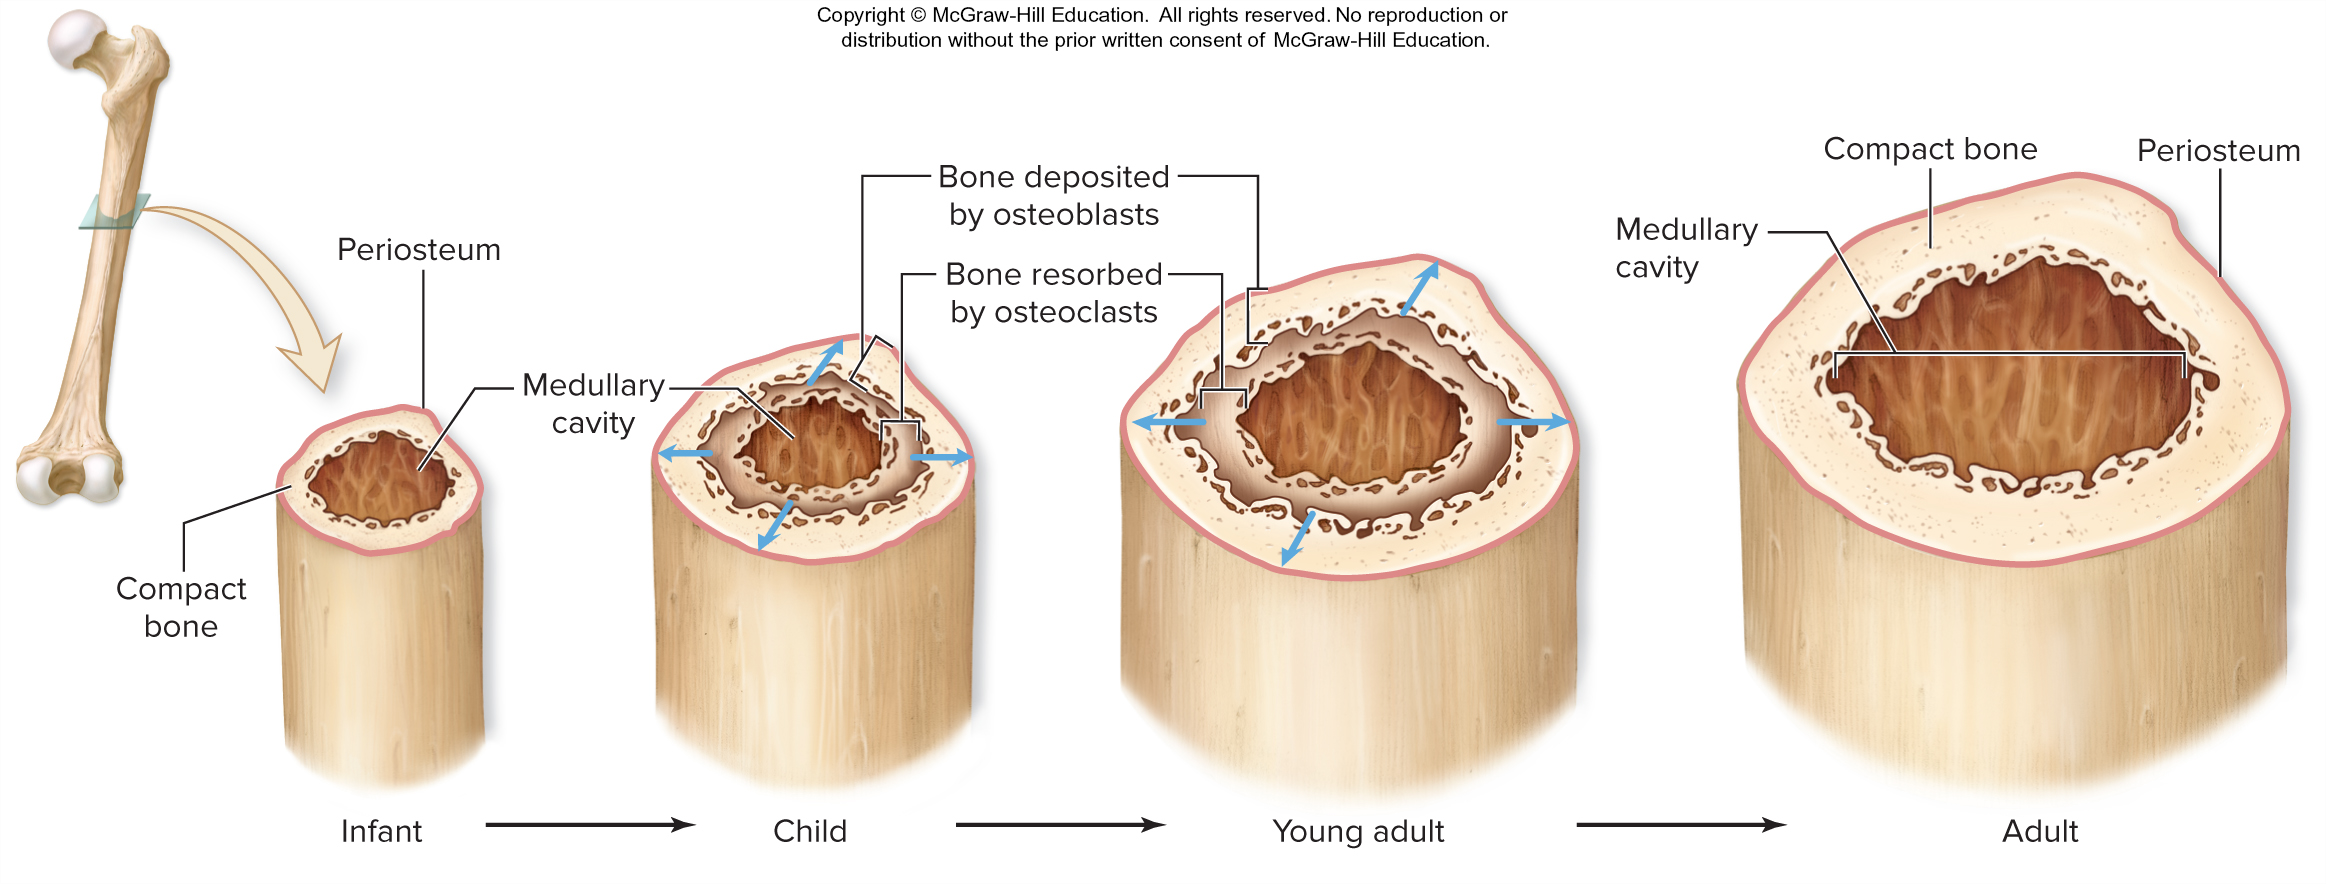 Copyright © McGraw-Hill Education. All rights reserved. No reproduction or
distribution without the prior written consent of McGraw-Hill Education.
Periosteum
Compact
bone
Medullary
cavity
Bone deposited
by osteoblasts
Bone resorbed
by osteoclasts
Medullary
cavity
Compact bone
Periosteum
Infant
Child
Young adult
Adult